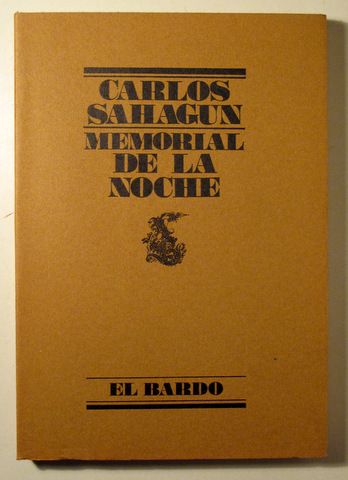 CARLOS
SAHAGUN
MEMORIAL
DE LA
NOCHE
EL BARDO